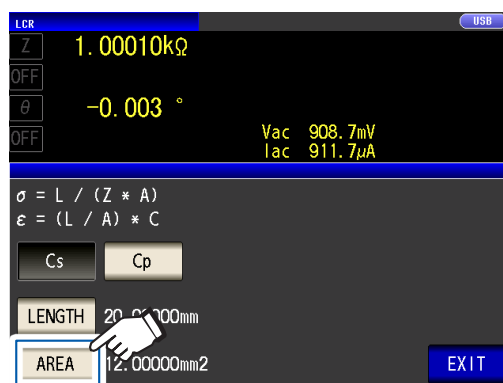 LCR USB
Z 1.00010kΩ
OFF
θ -0.003 °
OFF
Vac 908.7mV
Iac 911.7μA
σ = L / (Z * A)
ε = (L / A) * C
Cs Cp
LENGTH
AREA 12.00000mm2 EXIT